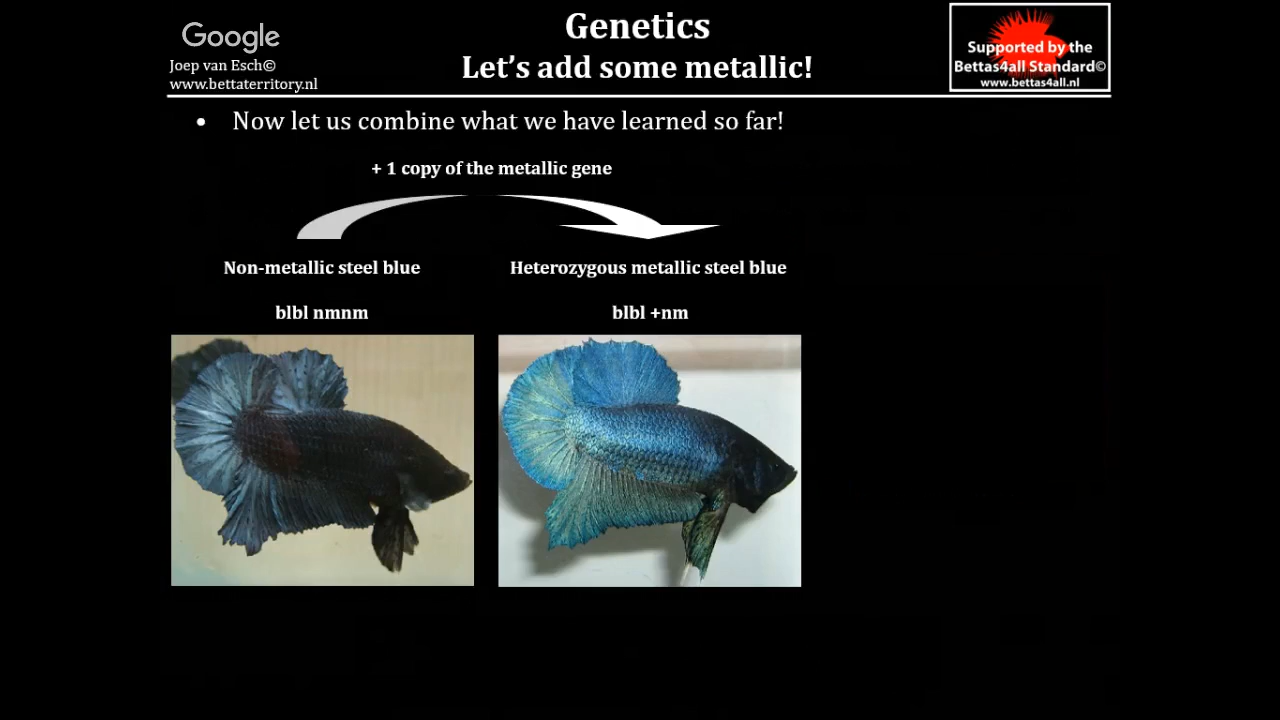 Google
Joep van Esch©
www.bettaterritory.nl
Genetics
Let's add some metallic!
Supported by the
Bettas4all Standard©
www.bettas4all.nl
• Now let us combine what we have learned so far!
+ 1 copy of the metallic gene
Non-metallic steel blue
Heterozygous metallic steel blue
blbl nmnm
blbl +nm